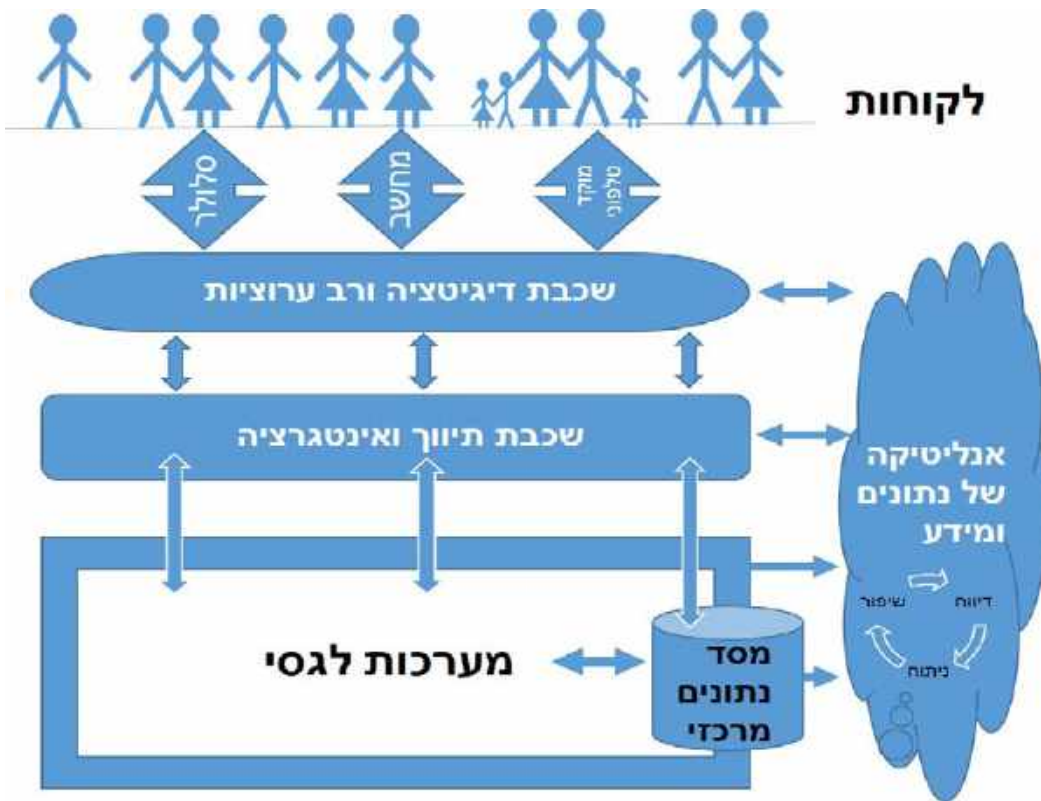 לקוחות
סלולר
מחשב
מוקד
טלפוני
שכבת דיגיטציה ורב ערוציות
שכבת תיווך ואינטגרציה
אנליטיקה
של נתונים
ומידע
שיפור
דיווח
ניתוח
מערכות לגסי
מסד
נתונים
מרכזי